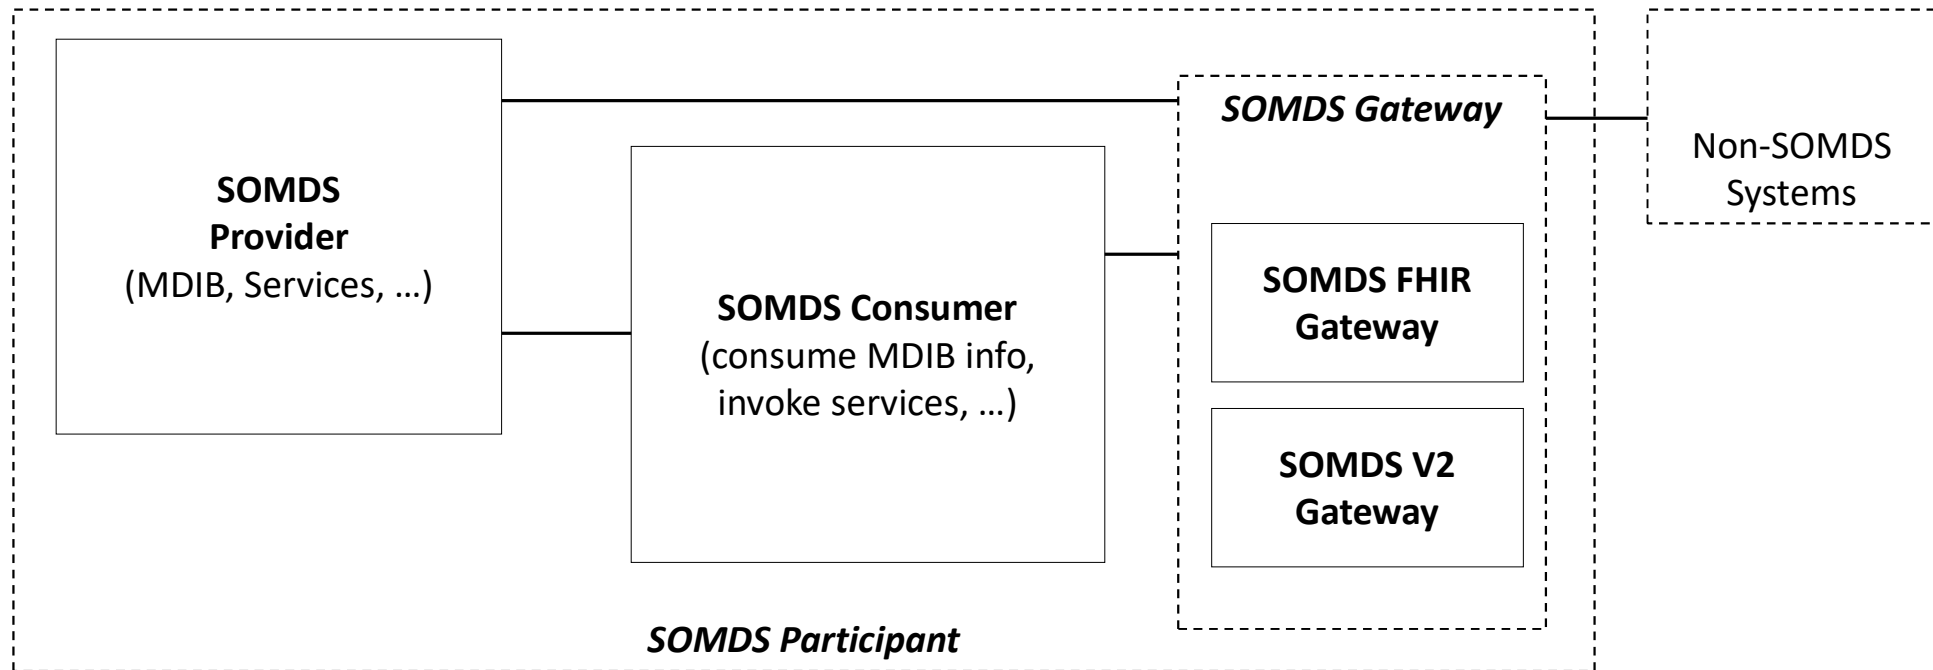 SOMDS
Provider
(MDIB, Services, …)
SOMDS Consumer
(consume MDIB info,
invoke services, …)
SOMDS Gateway
SOMDS FHIR
Gateway
SOMDS V2
Gateway
Non-SOMDS
Systems
SOMDS Participant